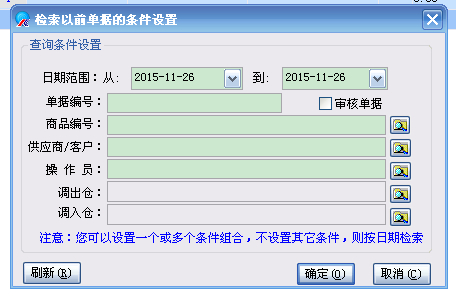 检索以前单据的条件设置
查询条件设置
日期范围：从: 2015-11-26 到: 2015-11-26
单据编号： 审核单据
商品编号：
供应商/客户：
操 作 员：
调出仓：
调入仓：
注意：您可以设置一个或多个条件组合，不设置其它条件，则按日期检索
刷新(R) 确定(O) 取消(C)